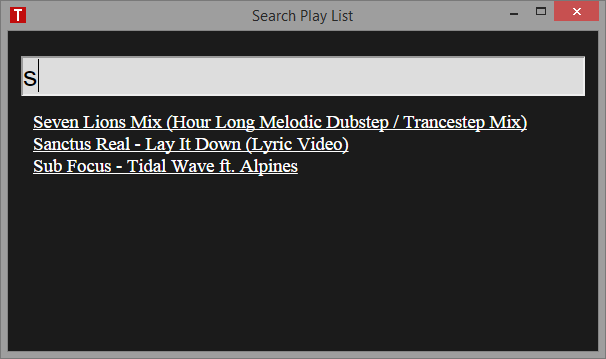 T Search Play List
s
Seven Lions Mix (Hour Long Melodic Dubstep / Trancestep Mix)
Sanctus Real - Lay It Down (Lyric Video)
Sub Focus - Tidal Wave ft. Alpines